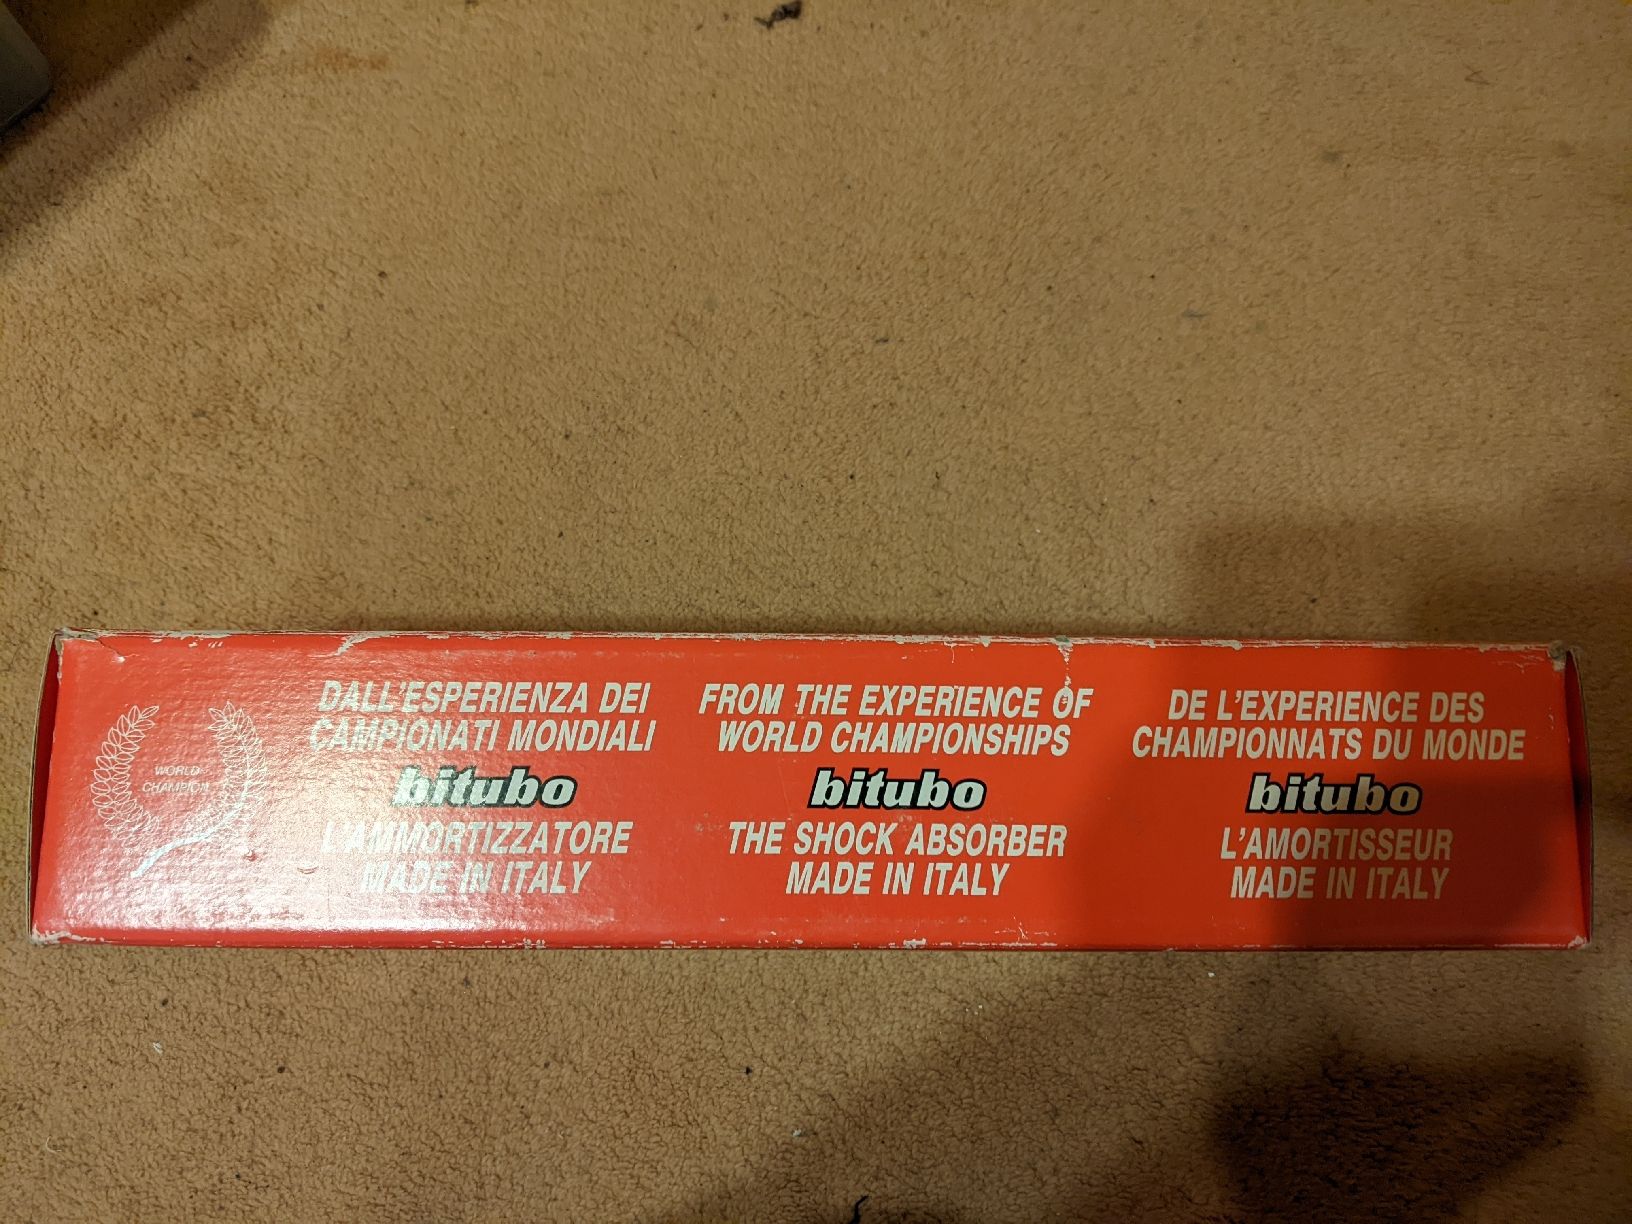 WORLD
CHAMPION
DALL'ESPERIENZA DEI
CAMPIONATI MONDIALI
bitubo
L'AMMORTIZZATORE
MADE IN ITALY
FROM THE EXPERIENCE OF
WORLD CHAMPIONSHIPS
bitubo
THE SHOCK ABSORBER
MADE IN ITALY
DE L'EXPERIENCE DES
CHAMPIONNATS DU MONDE
bitubo
L'AMORTISSEUR
MADE IN ITALY